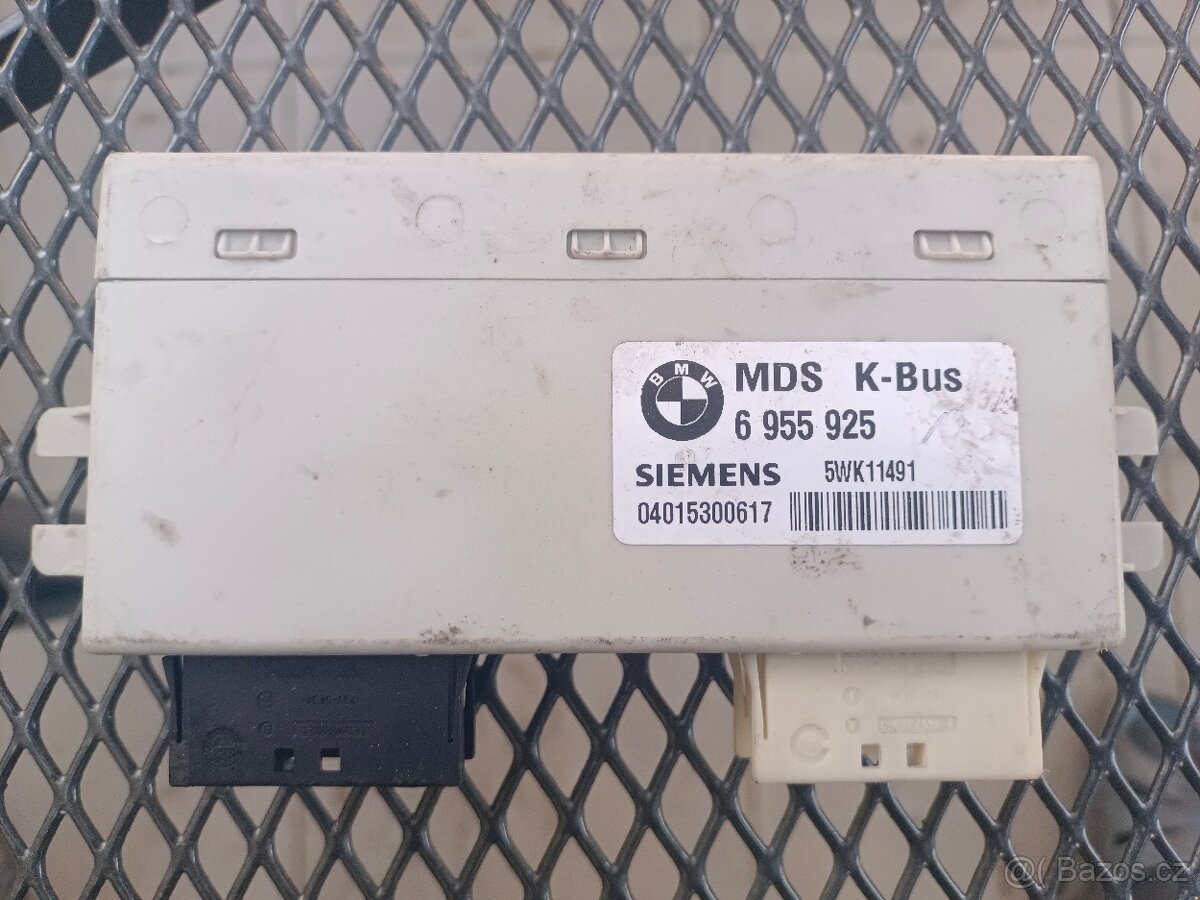 BMW
MDS K-Bus
6 955 925
SIEMENS 5WK11491
04015300617
@ Bazos.cz